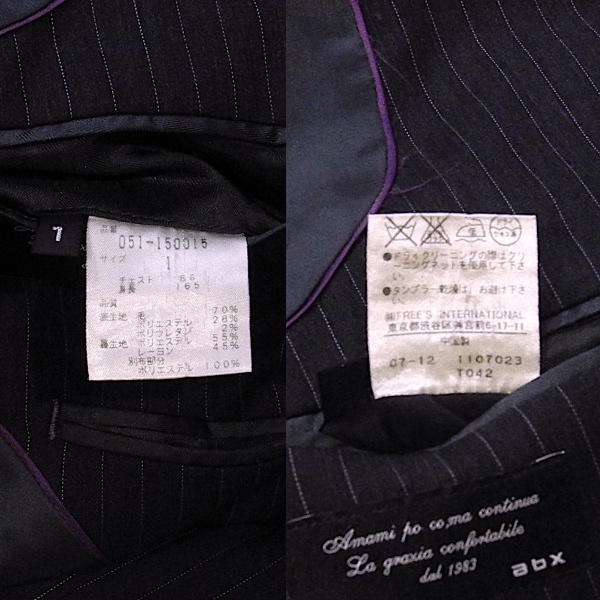 1
品番
051-150015
サイズ
1
チェスト 86
身長 165
品質
表生地 毛 70%
ポリエステル 28%
ポリウレタン 2%
裏生地 ポリエステル 55%
レーヨン 45%
別布部分
ポリエステル 100%
●ドライクリーニングの際はクリ
ーニングネットを使用して下さ
い。
●タンブラー乾燥は、お避け下さ
い。
㈱FREE'S INTERNATIONAL
東京都渋谷区神宮前6-17-11
中国製
07-12 1107023
T042
Amami po co,ma continua
La grazia confortabile
dal 1983 abx